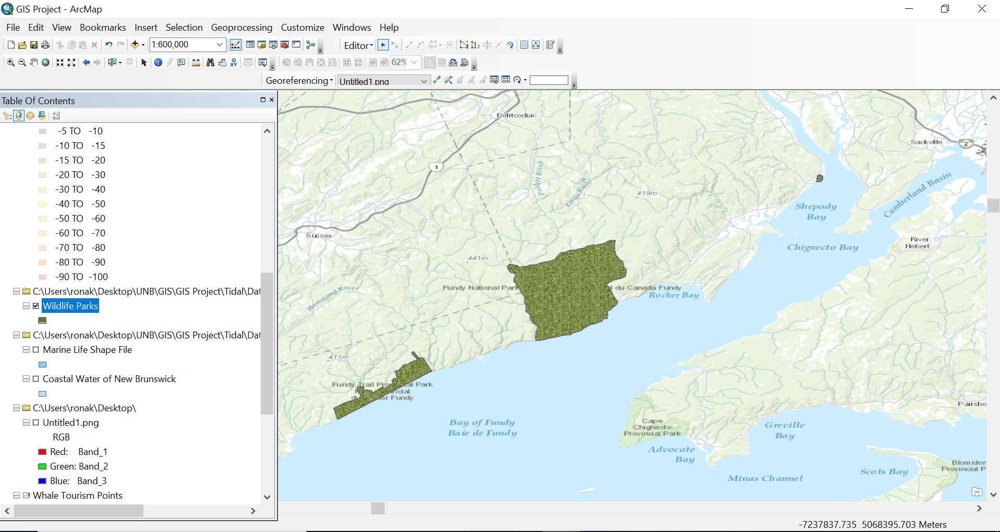 GIS Project - ArcMap
File Edit View Bookmarks Insert Selection Geoprocessing Customize Windows Help
1:600,000
Editor
62%
Georeferencing
Untitled1.png
Table Of Contents
-5 TO -10
-10 TO -15
-15 TO -20
-20 TO -30
-30 TO -40
-40 TO -50
-50 TO -60
-60 TO -70
-70 TO -80
-80 TO -90
-90 TO -100
C:\Users\ronak\Desktop\UNB\GIS\GIS Project\Tidal\Dat
Wildlife Parks
C:\Users\ronak\Desktop\UNB\GIS\GIS Project\Tidal\Dat
Marine Life Shape File
Coastal Water of New Brunswick
C:\Users\ronak\Desktop\
Untitled1.png
RGB
Red: Band_1
Green: Band_2
Blue: Band_3
Whale Tourism Points
Petitcodiac
Sackville
2
1
Pollett River
Little River
419m
Cumberland Basin
Shepody
Bay
Sussex
River
Hebert
Chignecto Bay
441m
Hammond River
Fundy National Park
du Canada Fundy
Rocher Bay
411m
Fundy Trail Pro al Park
ncial
du er Fundy
Parrsbo
Bay of Fundy
Baie de Fundy
Cape
Chignecto
Provincial Park
Greville
Bay
Advocate
Bay
Blomidon
Provincial P
Scots Bay
Minas Channel
-7237837.735 5068395.703 Meters